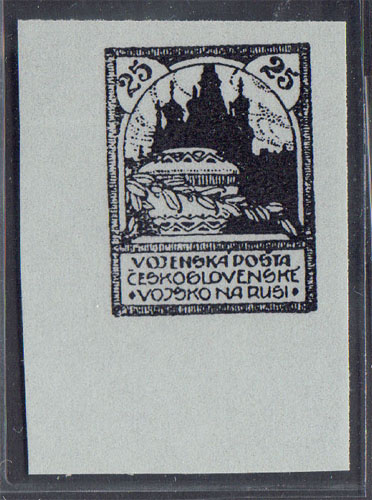 25 25
VOJENSKÁ POŠTA
ČESKOSLOVENSKÉ
• VOJSKO NA RUSI •